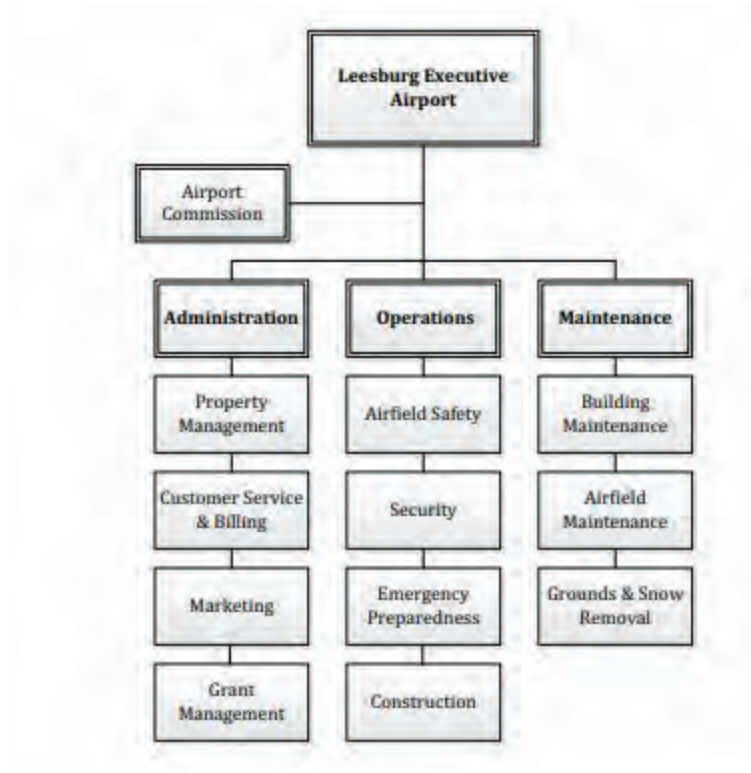 Leesburg Executive
Airport
Airport
Commission
Administration
Operations
Maintenance
Property
Management
Airfield Safety
Building
Maintenance
Customer Service
& Billing
Security
Airfield
Maintenance
Marketing
Emergency
Preparedness
Grounds & Snow
Removal
Grant
Management
Construction